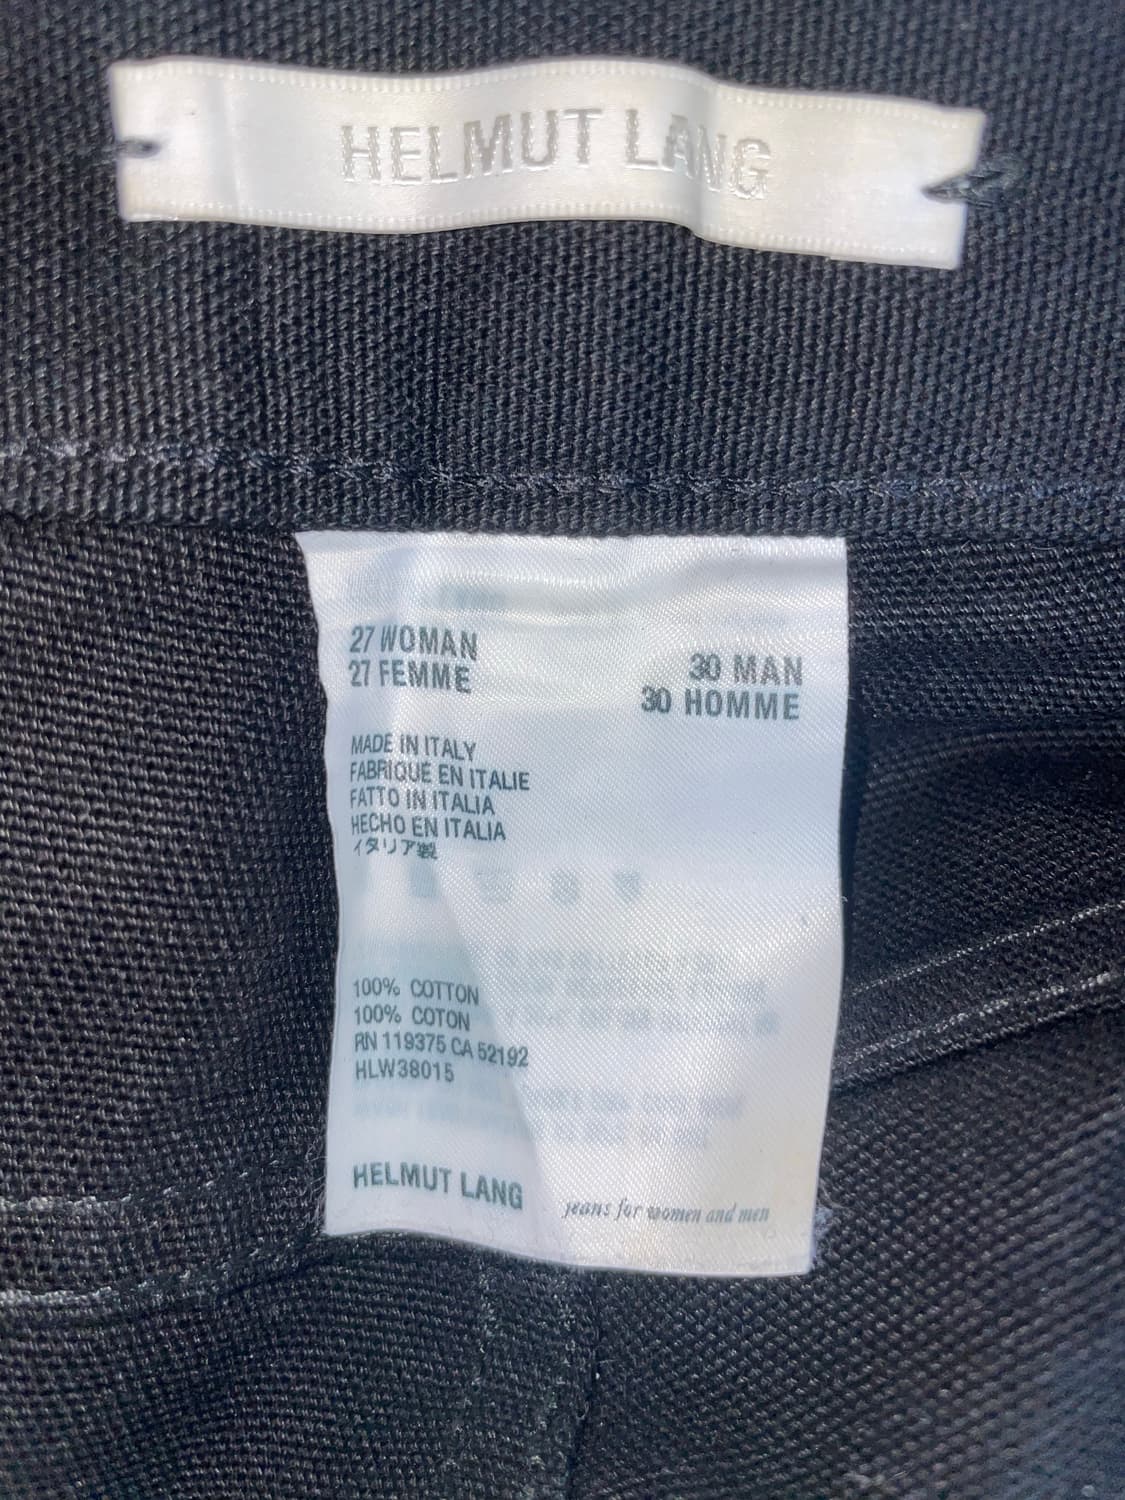 HELMUT LANG
27 WOMAN
27 FEMME
30 MAN
30 HOMME
MADE IN ITALY
FABRIQUE EN ITALIE
FATTO IN ITALIA
HECHO EN ITALIA
イタリア製
100% COTTON
100% COTON
RN 119375 CA 52192
HLW38015
HELMUT LANG
jeans for women and men